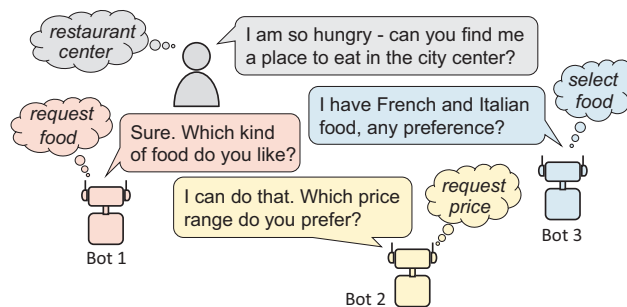 restaurant
center
I am so hungry - can you find me
a place to eat in the city center?
request
food
Sure. Which kind
of food do you like?
I have French and Italian
food, any preference?
select
food
I can do that. Which price
range do you prefer?
request
price
Bot 1
Bot 2
Bot 3